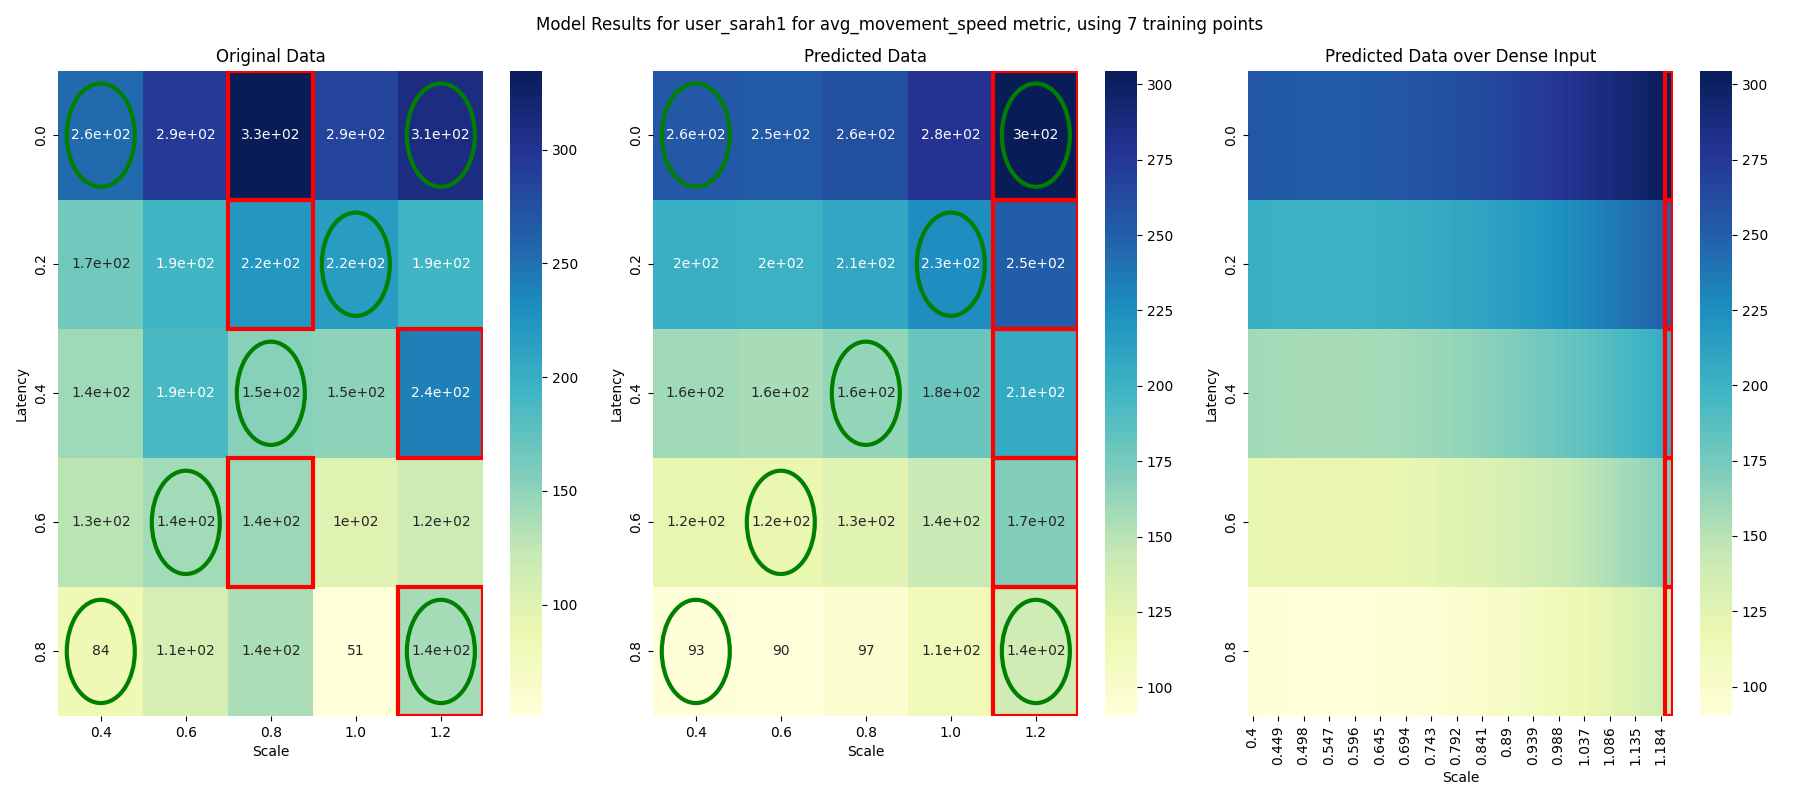 Model Results for user_sarah1 for avg_movement_speed metric, using 7 training points
Original Data
2.6e+02 2.9e+02 3.3e+02 2.9e+02 3.1e+02
1.7e+02 1.9e+02 2.2e+02 2.2e+02 1.9e+02
1.4e+02 1.9e+02 1.5e+02 1.5e+02 2.4e+02
1.3e+02 1.4e+02 1.4e+02 1e+02 1.2e+02
84 1.1e+02 1.4e+02 51 1.4e+02
0.0
0.2
0.4
0.6
0.8
Latency
0.4 0.6 0.8 1.0 1.2
Scale
300
250
200
150
100
Predicted Data
2.6e+02 2.5e+02 2.6e+02 2.8e+02 3e+02
2e+02 2e+02 2.1e+02 2.3e+02 2.5e+02
1.6e+02 1.6e+02 1.6e+02 1.8e+02 2.1e+02
1.2e+02 1.2e+02 1.3e+02 1.4e+02 1.7e+02
93 90 97 1.1e+02 1.4e+02
0.0
0.2
0.4
0.6
0.8
Latency
0.4 0.6 0.8 1.0 1.2
Scale
300
275
250
225
200
175
150
125
100
Predicted Data over Dense Input
0.0
0.2
0.4
0.6
0.8
Latency
0.4 0.449 0.498 0.547 0.596 0.645 0.694 0.743 0.792 0.841 0.89 0.939 0.988 1.037 1.086 1.135 1.184
Scale
300
275
250
225
200
175
150
125
100